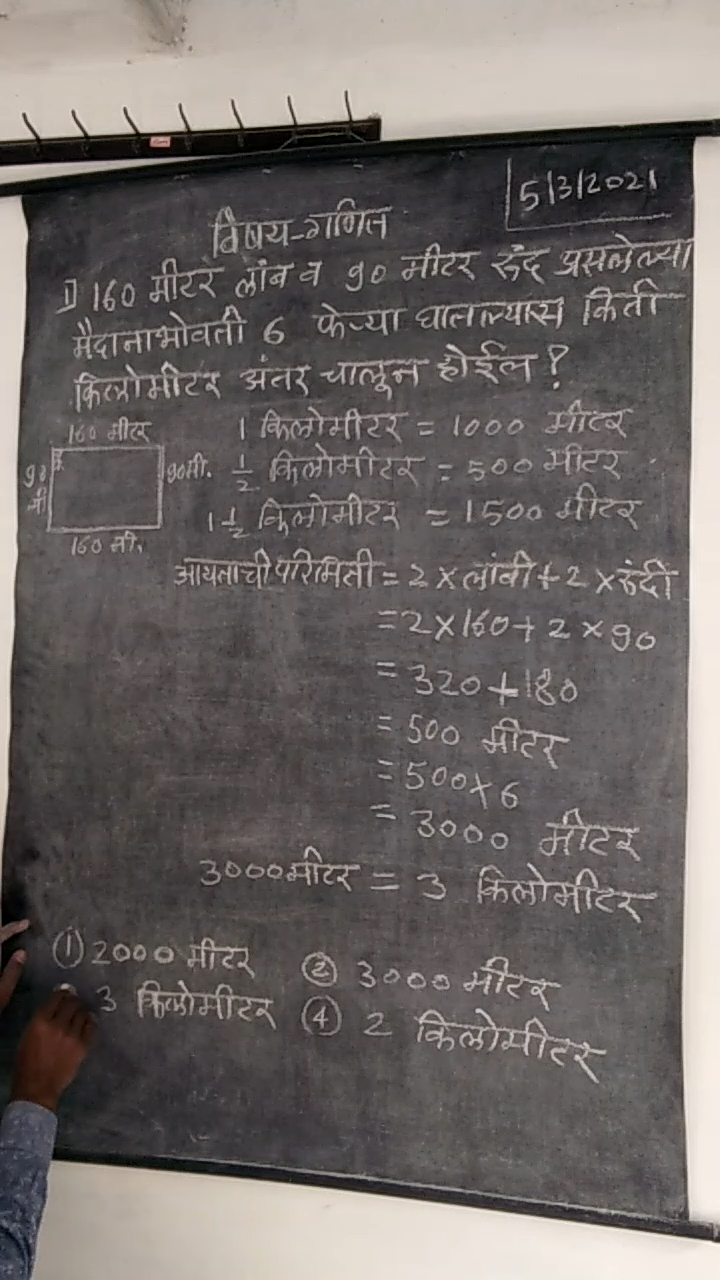 5/3/2021
विषय-गणित
1) 160 मीटर लांब व 90 मीटर रुंद असलेल्या
मैदानाभोवती 6 फेऱ्या घातल्यास किती
किलोमीटर अंतर चालून होईल ?
160 मीटर
90 मी
90मी.
160 मी.
1 किलोमीटर = 1000 मीटर
1/2 किलोमीटर = 500 मीटर
1 1/2 किलोमीटर = 1500 मीटर
आयताची परिमिती = 2 × लांबी + 2 × रुंदी
= 2 × 160 + 2 × 90
= 320 + 180
= 500 मीटर
= 500 × 6
= 3000 मीटर
3000 मीटर = 3 किलोमीटर
① 2000 मीटर ② 3000 मीटर
3 किलोमीटर ④ 2 किलोमीटर